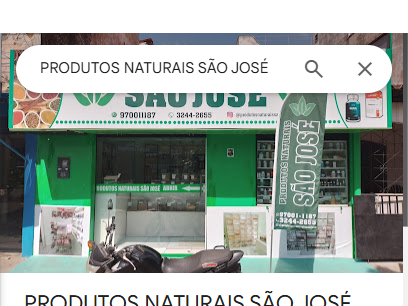 PRODUTOS NATURAIS SÃO JOSÉ
SÃO JOSÉ
97001187 3244-2655
PRODUTOS NATURAIS SÃO JOSÉ
PRODUTOS NATURAIS
SÃO JOSÉ
97001-1187
3244-2655
PRODUTOS NATURAIS SÃO JOSÉ